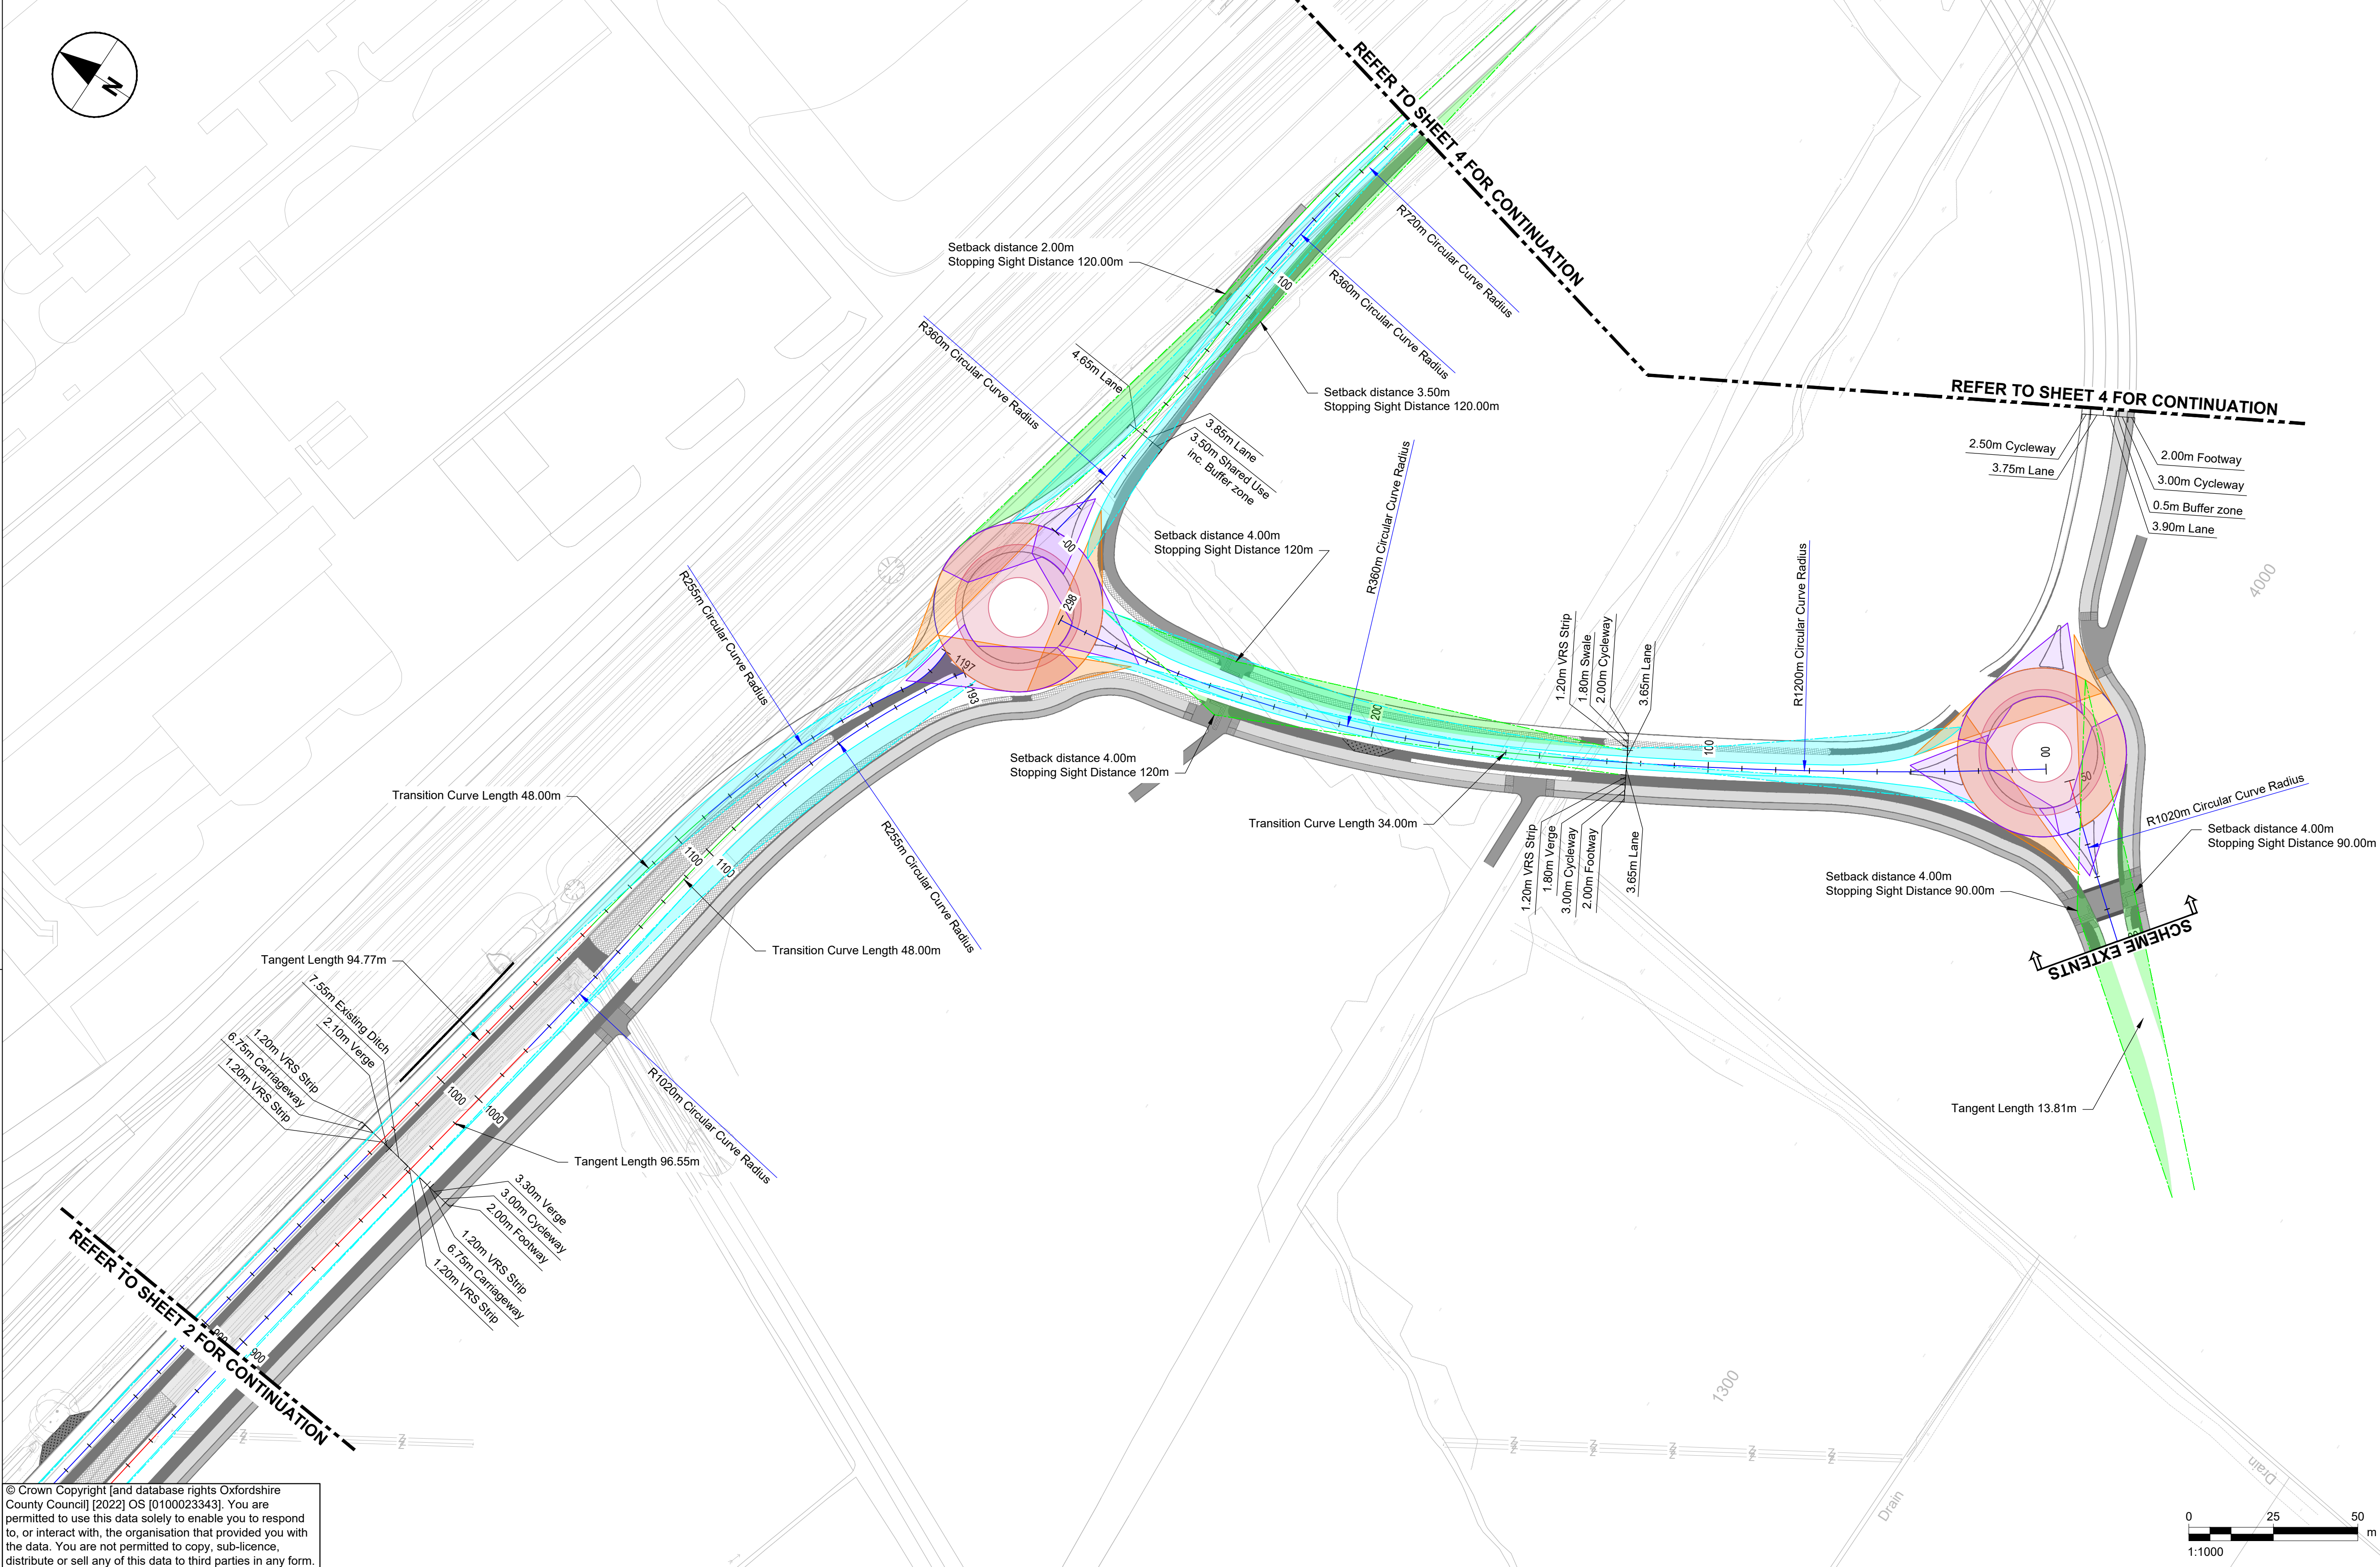 N
REFER TO SHEET 4 FOR CONTINUATION
R720m Circular Curve Radius
Setback distance 2.00m
Stopping Sight Distance 120.00m
100
R360m Circular Curve Radius
R360m Circular Curve Radius
4.65m Lane
Setback distance 3.50m
Stopping Sight Distance 120.00m
3.85m Lane
3.50m Shared Use
inc. Buffer zone
REFER TO SHEET 4 FOR CONTINUATION
2.50m Cycleway
3.75m Lane
2.00m Footway
3.00m Cycleway
0.5m Buffer zone
3.90m Lane
4000
-00
298
Setback distance 4.00m
Stopping Sight Distance 120m
R360m Circular Curve Radius
R255m Circular Curve Radius
1197
1193
1.20m VRS Strip
1.80m Swale
2.00m Cycleway
3.65m Lane
R1200m Circular Curve Radius
200
100
00
50
Setback distance 4.00m
Stopping Sight Distance 120m
R1020m Circular Curve Radius
Transition Curve Length 48.00m
Transition Curve Length 34.00m
1.20m VRS Strip
1.80m Verge
3.00m Cycleway
2.00m Footway
3.65m Lane
Setback distance 4.00m
Stopping Sight Distance 90.00m
Setback distance 4.00m
Stopping Sight Distance 90.00m
SCHEME EXTENTS
R255m Circular Curve Radius
1100
1100
Transition Curve Length 48.00m
Tangent Length 94.77m
7.55m Existing Ditch
2.10m Verge
1.20m VRS Strip
6.75m Carriageway
1.20m VRS Strip
1000
1000
R1020m Circular Curve Radius
Tangent Length 96.55m
Tangent Length 13.81m
3.30m Verge
3.00m Cycleway
2.00m Footway
1.20m VRS Strip
6.75m Carriageway
1.20m VRS Strip
REFER TO SHEET 2 FOR CONTINUATION
900
1300
Drain
Drain
© Crown Copyright [and database rights Oxfordshire
County Council] [2022] OS [0100023343]. You are
permitted to use this data solely to enable you to respond
to, or interact with, the organisation that provided you with
the data. You are not permitted to copy, sub-licence,
distribute or sell any of this data to third parties in any form.
0 25 50
m
1:1000